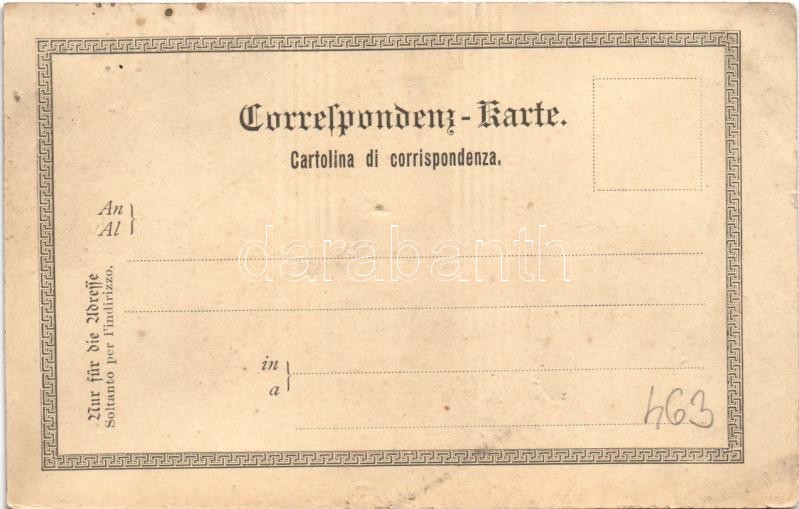 Correſpondenz-Karte.
Cartolina di corrispondenza.
An
Al
darabanth
Nur für die Adreſſe
Soltanto per l'indirizzo.
in
a
463